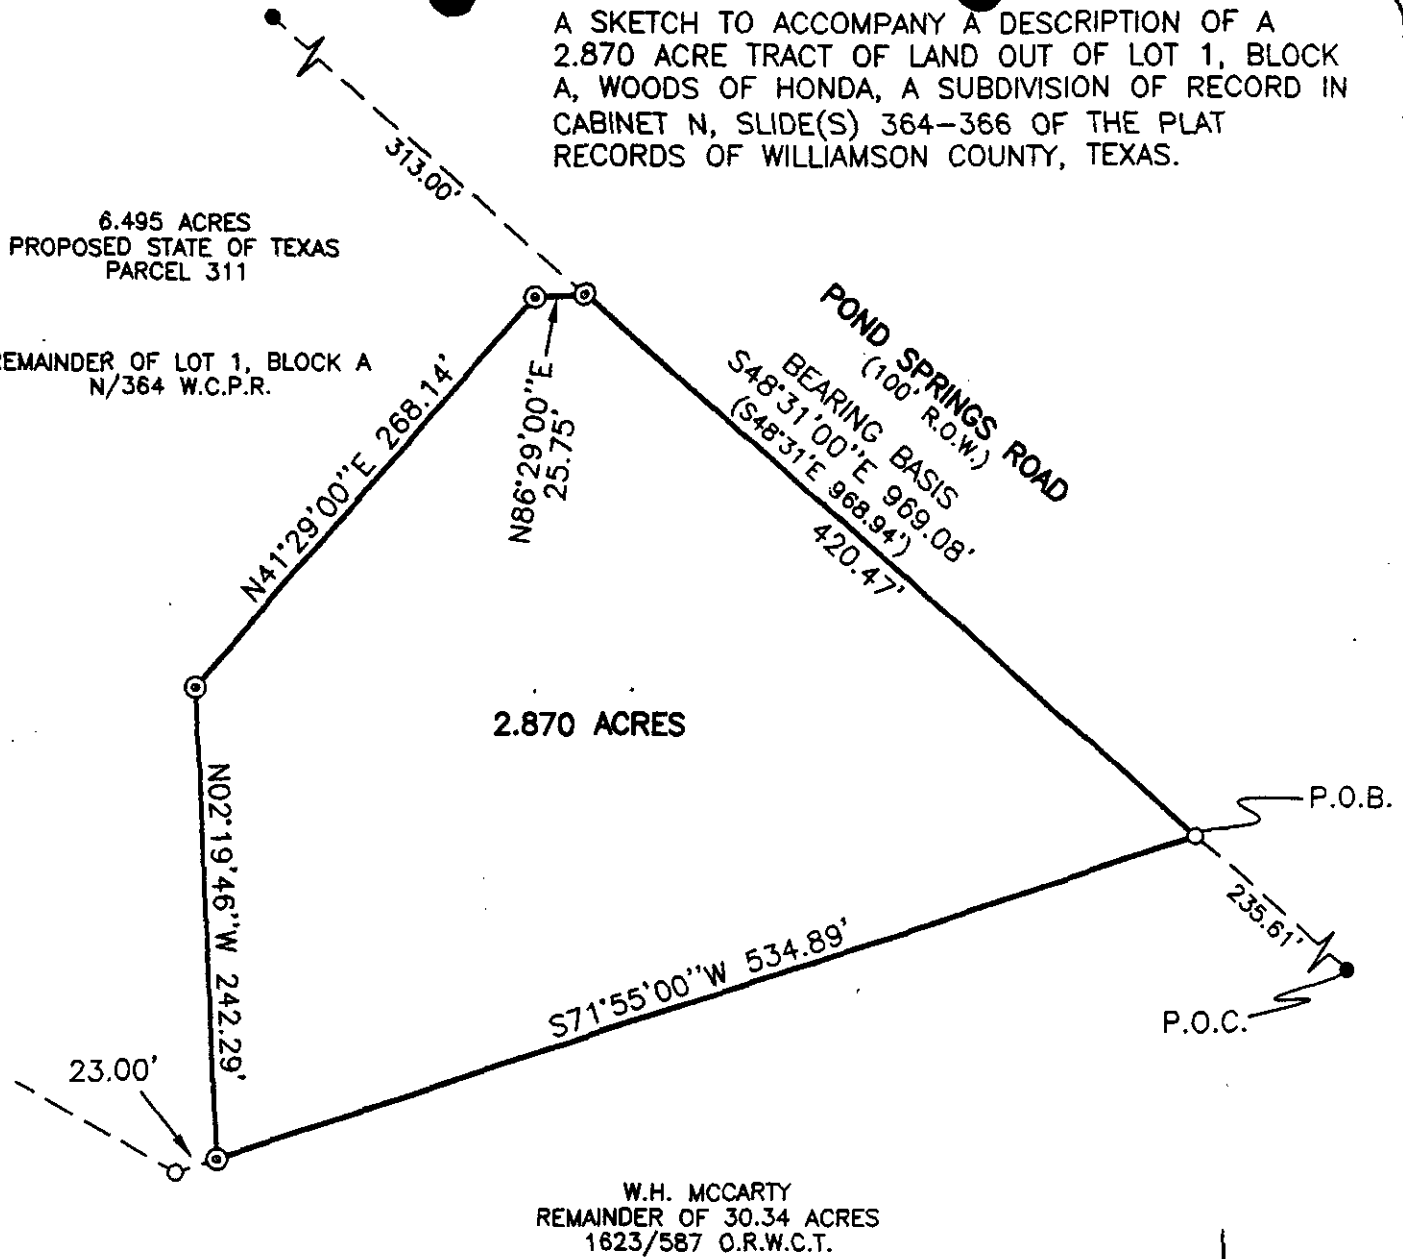 A SKETCH TO ACCOMPANY A DESCRIPTION OF A
2.870 ACRE TRACT OF LAND OUT OF LOT 1, BLOCK
A, WOODS OF HONDA, A SUBDIVISION OF RECORD IN
CABINET N, SLIDE(S) 364-366 OF THE PLAT
RECORDS OF WILLIAMSON COUNTY, TEXAS.
313.00'
6.495 ACRES
PROPOSED STATE OF TEXAS
PARCEL 311
REMAINDER OF LOT 1, BLOCK A
N/364 W.C.P.R.
N41°29'00"E 268.14'
N86°29'00"E
25.75'
POND SPRINGS ROAD
(100' R.O.W.)
BEARING BASIS
S48°31'00"E 969.08'
(S48°31'E 968.94')
420.47'
2.870 ACRES
N02°19'46"W 242.29'
P.O.B.
235.61'
P.O.C.
S71°55'00"W 534.89'
23.00'
W.H. MCCARTY
REMAINDER OF 30.34 ACRES
1623/587 O.R.W.C.T.